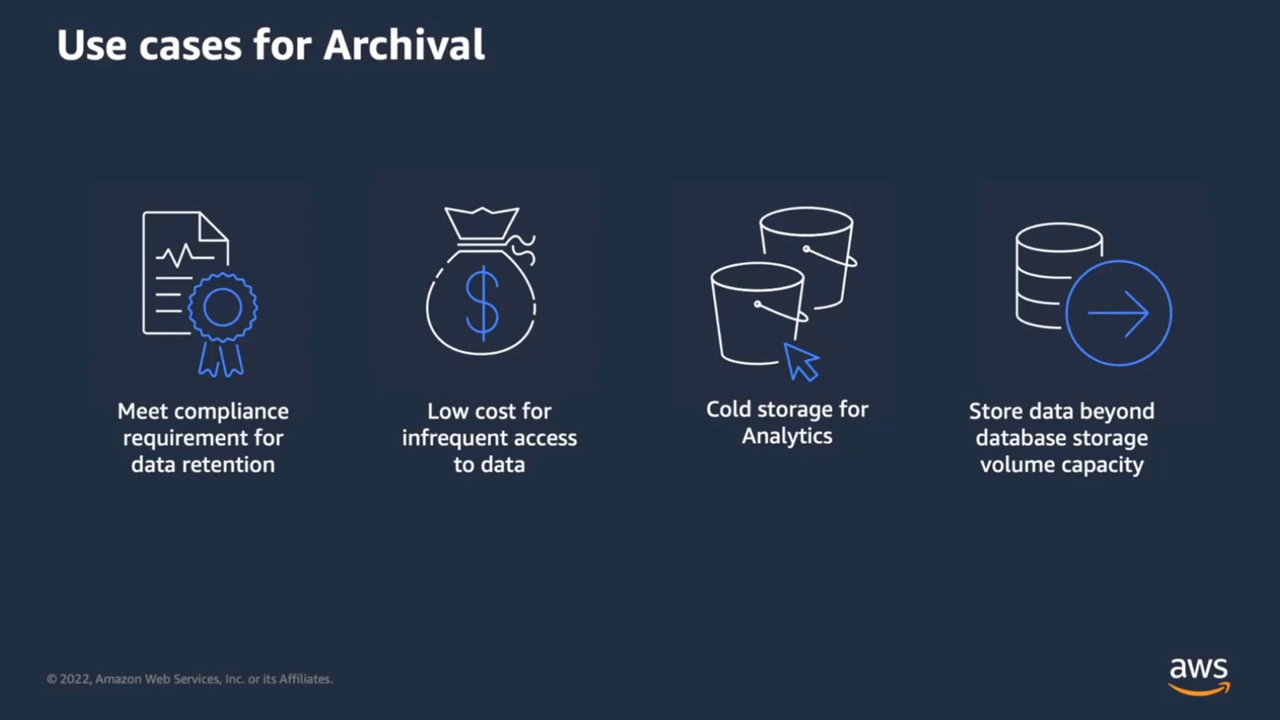 Use cases for Archival
Meet compliance
requirement for
data retention
Low cost for
infrequent access
to data
Cold storage for
Analytics
Store data beyond
database storage
volume capacity
© 2022, Amazon Web Services, Inc. or its Affiliates.
aws